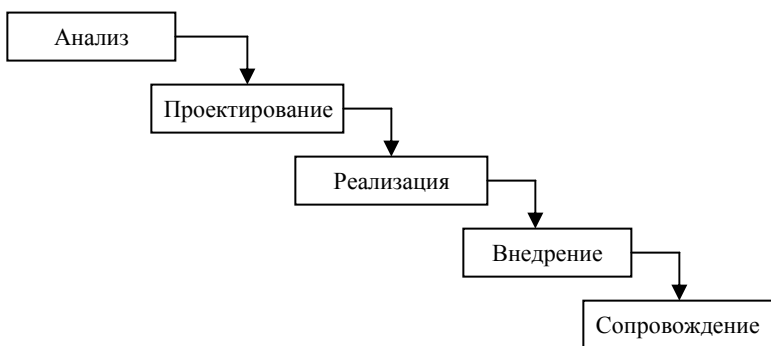 Анализ
Проектирование
Реализация
Внедрение
Сопровождение